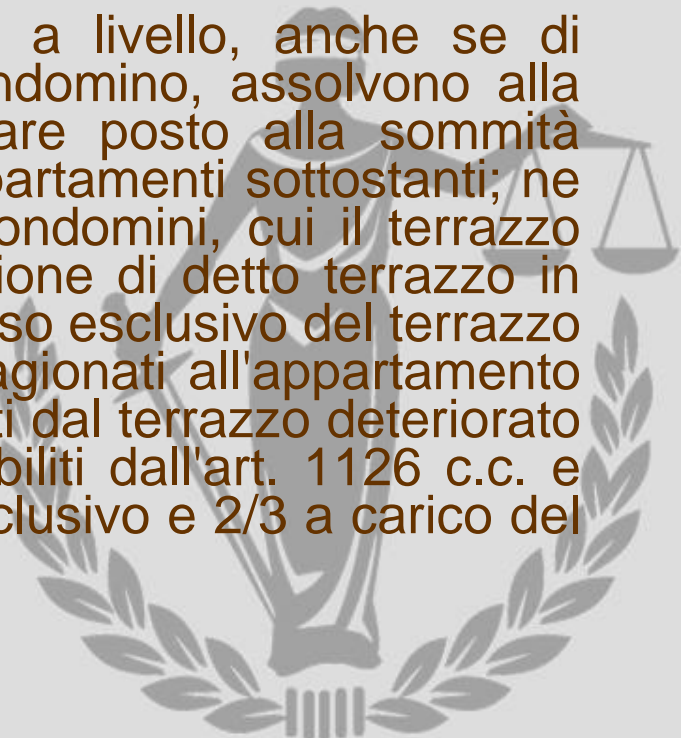 a livello, anche se di
ndomino, assolvono alla
are posto alla sommità
partamenti sottostanti; ne
ondomini, cui il terrazzo
ione di detto terrazzo in
so esclusivo del terrazzo
agionati all'appartamento
ti dal terrazzo deteriorato
biliti dall'art. 1126 c.c. e
clusivo e 2/3 a carico del